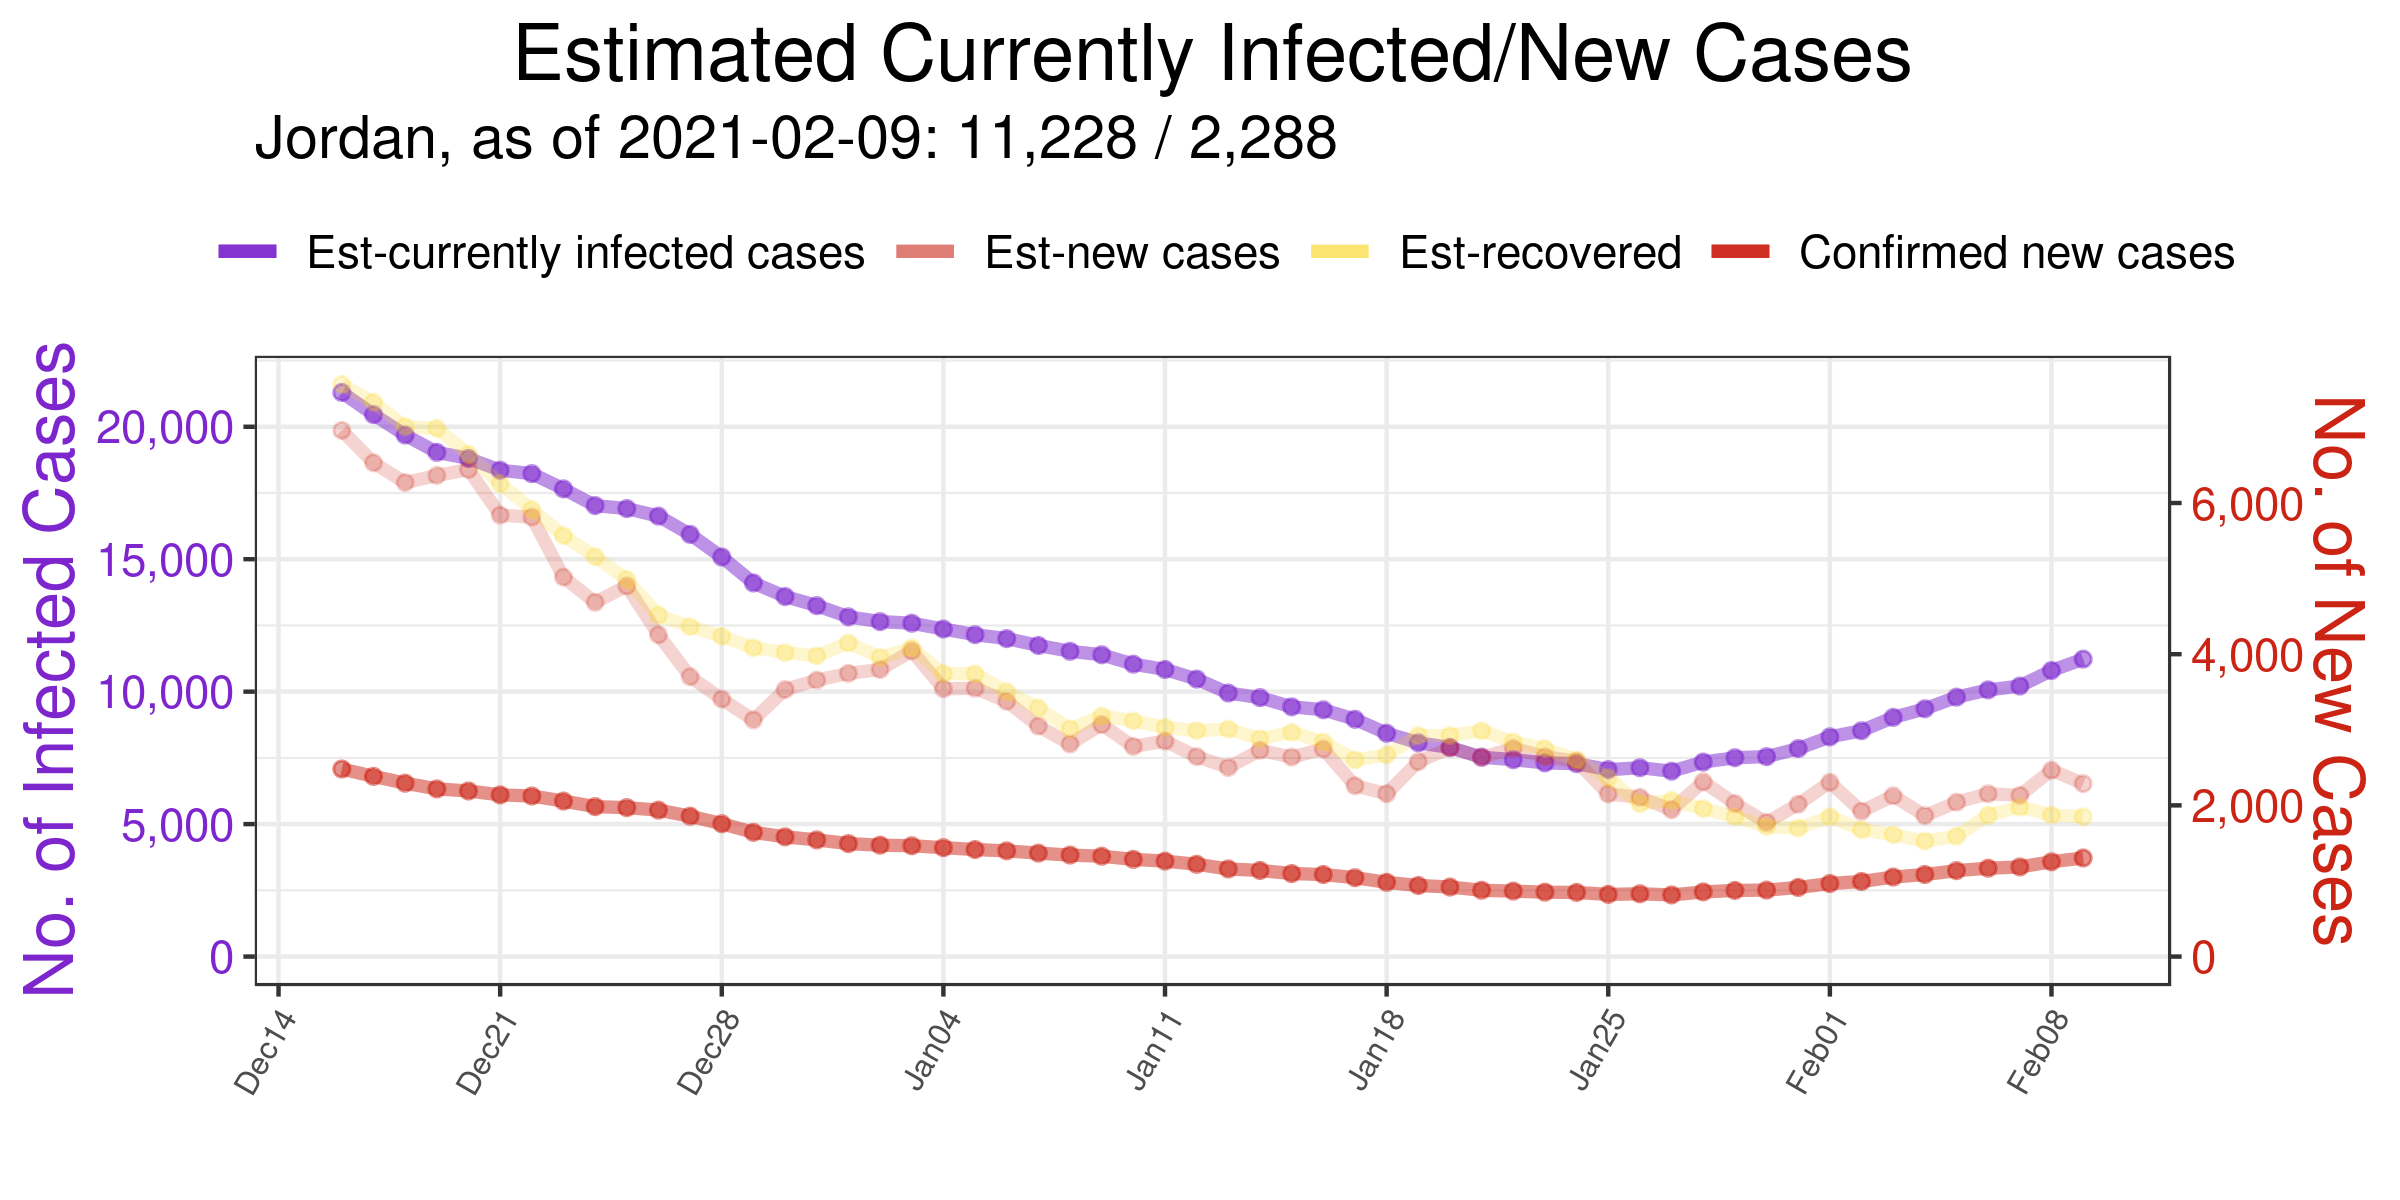 Estimated Currently Infected/New Cases
Jordan, as of 2021-02-09: 11,228 / 2,288
Est-currently infected cases
Est-new cases
Est-recovered
Confirmed new cases
No. of Infected Cases
20,000
15,000
10,000
5,000
0
6,000
4,000
2,000
0
No. of New Cases
Dec14
Dec21
Dec28
Jan04
Jan11
Jan18
Jan25
Feb01
Feb08